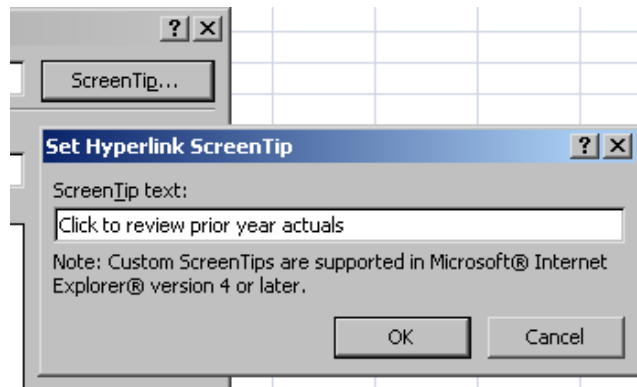 ScreenTip...
Set Hyperlink ScreenTip
ScreenTip text:
Click to review prior year actuals
Note: Custom ScreenTips are supported in Microsoft® Internet
Explorer® version 4 or later.
OK Cancel